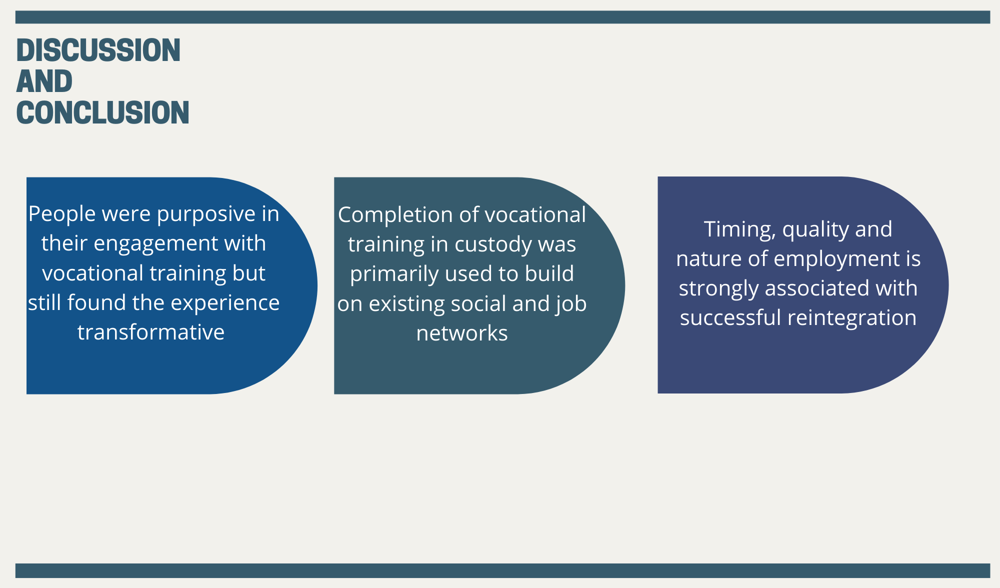 DISCUSSION
AND
CONCLUSION
People were purposive in
their engagement with
vocational training but
still found the experience
transformative
Completion of vocational
training in custody was
primarily used to build
on existing social and job
networks
Timing, quality and
nature of employment is
strongly associated with
successful reintegration